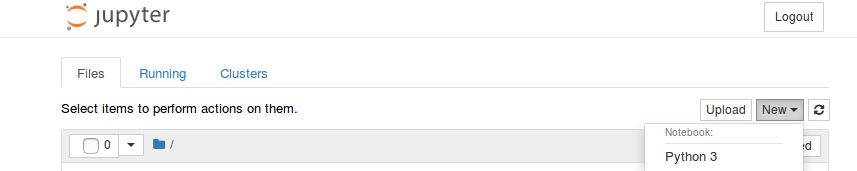 jupyter
Logout
Files Running Clusters
Select items to perform actions on them.
Upload New
0 /
Notebook:
Python 3